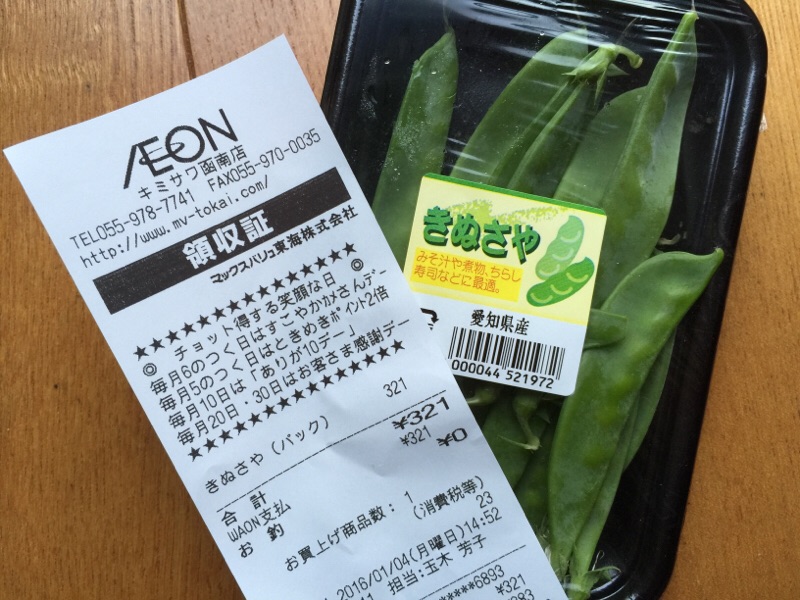 ÆON
キミサワ函南店
TEL055-978-7741 FAX055-970-0035
http://www.mv-tokai.com/
領収証
マックスバリュ東海株式会社
★★★★★★★★★★★★★★★★
◎ チョット得する笑顔な日 ◎
毎月6のつく日はすこやかカメさんデー
毎月5のつく日はときめきポイント2倍
毎月10日は「ありが10デー」
毎月20日・30日はお客さま感謝デー
★★★★★★★★★★★★★★★★
きぬさや(パック) 321
合計 ¥321
WAON支払 ¥321
お釣 ¥0
お買上げ商品数: 1
(消費税等) 23
2016/01/04(月曜日)14:52
担当:玉木 芳子
6893
¥321
きぬさや
みそ汁や煮物、ちらし
寿司などに最適。
愛知県産
000044 521972